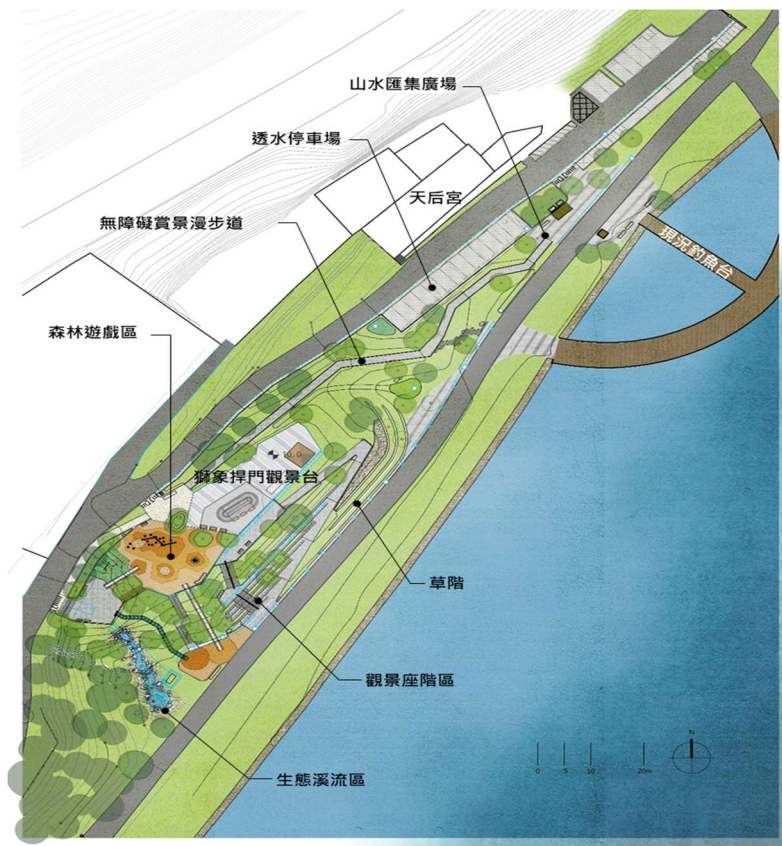 山水匯集廣場
透水停車場
天后宮
無障礙賞景漫步道
現況釣魚台
森林遊戲區
10.0
獅象捍門觀景台
草階
觀景座階區
生態溪流區
N
0 5 10 20m